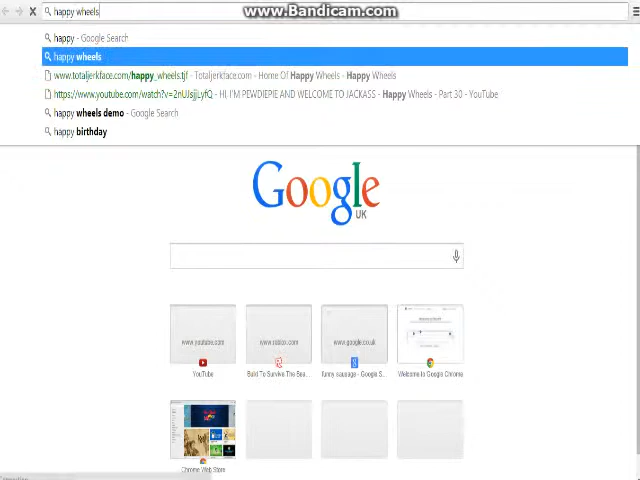 www.Bandicam.com
happy wheels
happy - Google Search
happy wheels
www.totaljerkface.com/happy_wheels.tjf - Totaljerkface.com - Home Of Happy Wheels - Happy Wheels
https://www.youtube.com/watch?v=2nUJsjjLyfQ - HI, I'M PEWDIEPIE AND WELCOME TO JACKASS - Happy Wheels - Part 30 - YouTube
happy wheels demo - Google Search
happy birthday
Google
UK
www.youtube.com
www.roblox.com
www.google.co.uk
YouTube
Build To Survive The Bea...
funny sausage - Google S...
Welcome to Google Chrome
Chrome Web Store